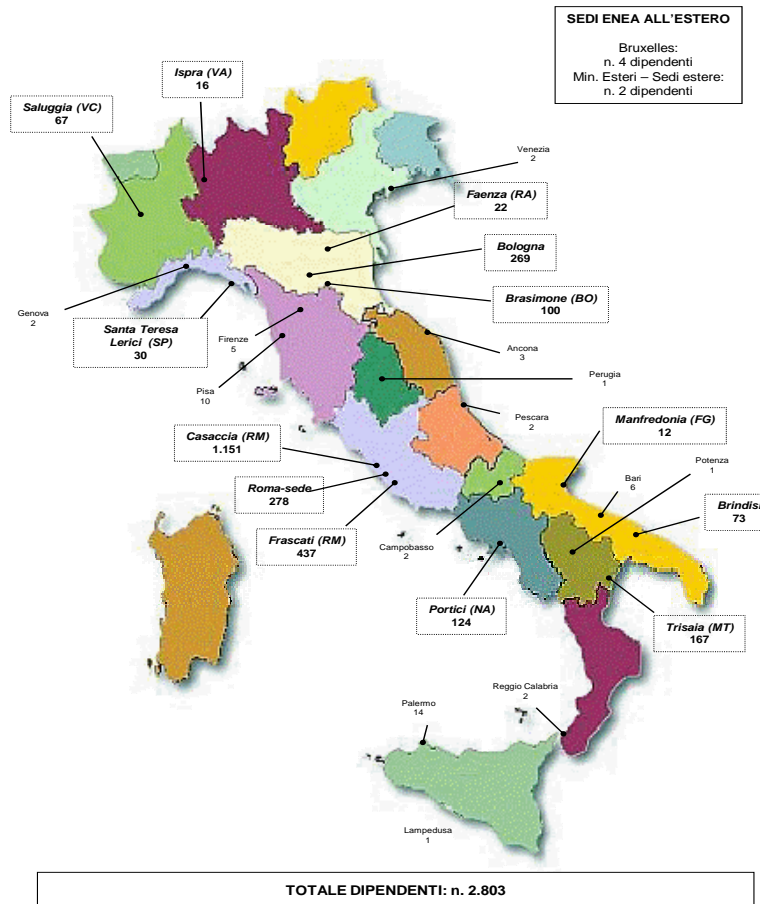 SEDI ENEA ALL'ESTERO
Bruxelles:
n. 4 dipendenti
Min. Esteri – Sedi estere:
n. 2 dipendenti
Ispra (VA)
16
Saluggia (VC)
67
Venezia
2
Faenza (RA)
22
Bologna
269
Brasimone (BO)
100
Genova
2
Santa Teresa
Lerici (SP)
30
Firenze
5
Pisa
10
Ancona
3
Perugia
1
Pescara
2
Casaccia (RM)
1.151
Roma-sede
278
Frascati (RM)
437
Campobasso
2
Manfredonia (FG)
12
Potenza
1
Bari
6
Brindisi
73
Portici (NA)
124
Trisaia (MT)
167
Reggio Calabria
2
Palermo
14
Lampedusa
1
TOTALE DIPENDENTI: n. 2.803